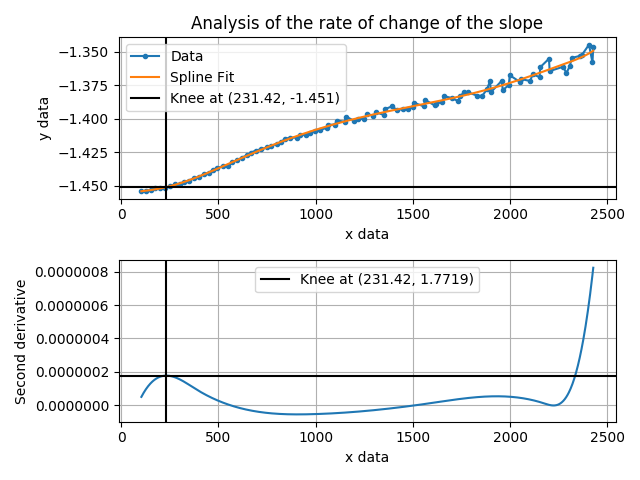 Analysis of the rate of change of the slope
−1.350
−1.375
−1.400
−1.425
−1.450
y data
Data
Spline Fit
Knee at (231.42, -1.451)
0
500
1000
1500
2000
2500
x data
0.0000008
0.0000006
0.0000004
0.0000002
0.0000000
Second derivative
Knee at (231.42, 1.7719)
0
500
1000
1500
2000
2500
x data